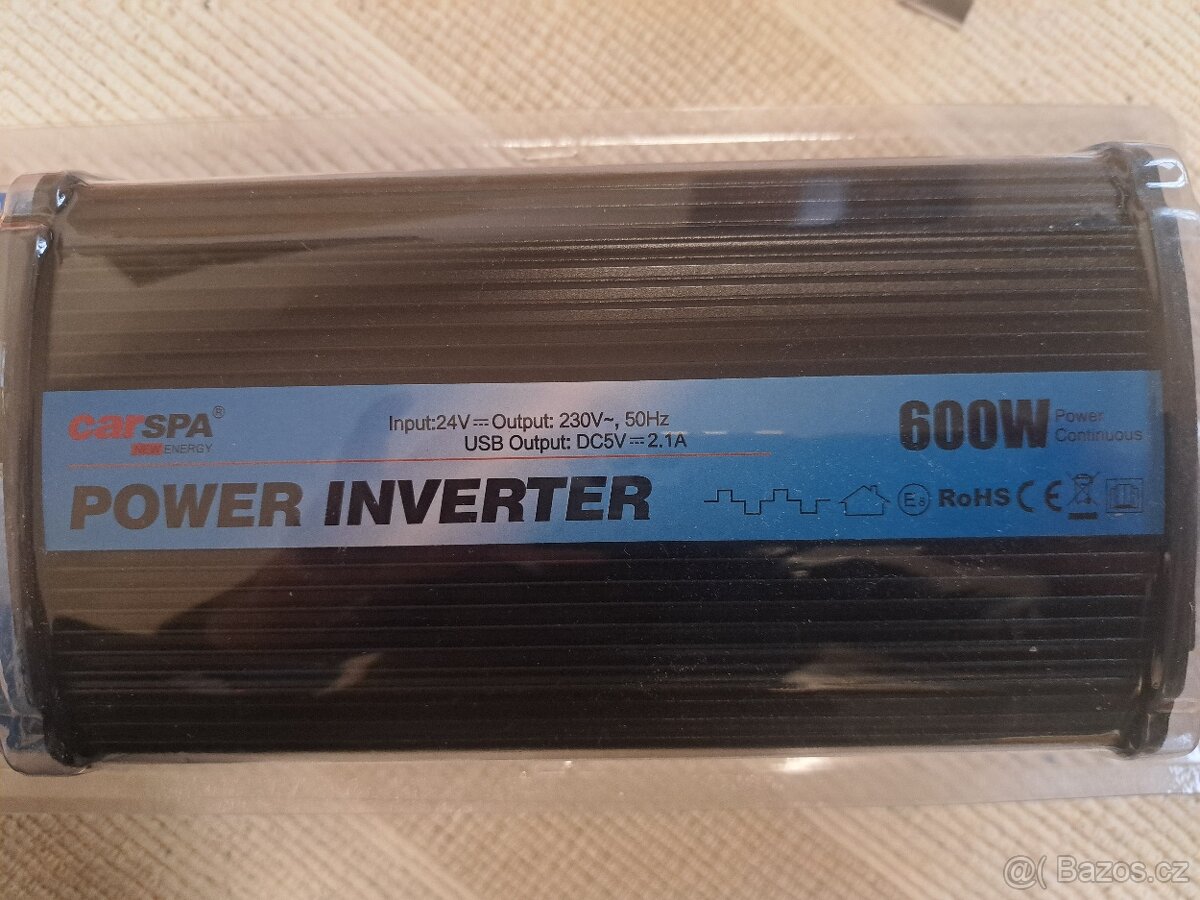 carSPA®
NEW ENERGY
Input:24V⎓Output: 230V~, 50Hz
USB Output: DC5V⎓2.1A
600W Power
Continuous
POWER INVERTER
E8 RoHS CE
@( Bazos.cz